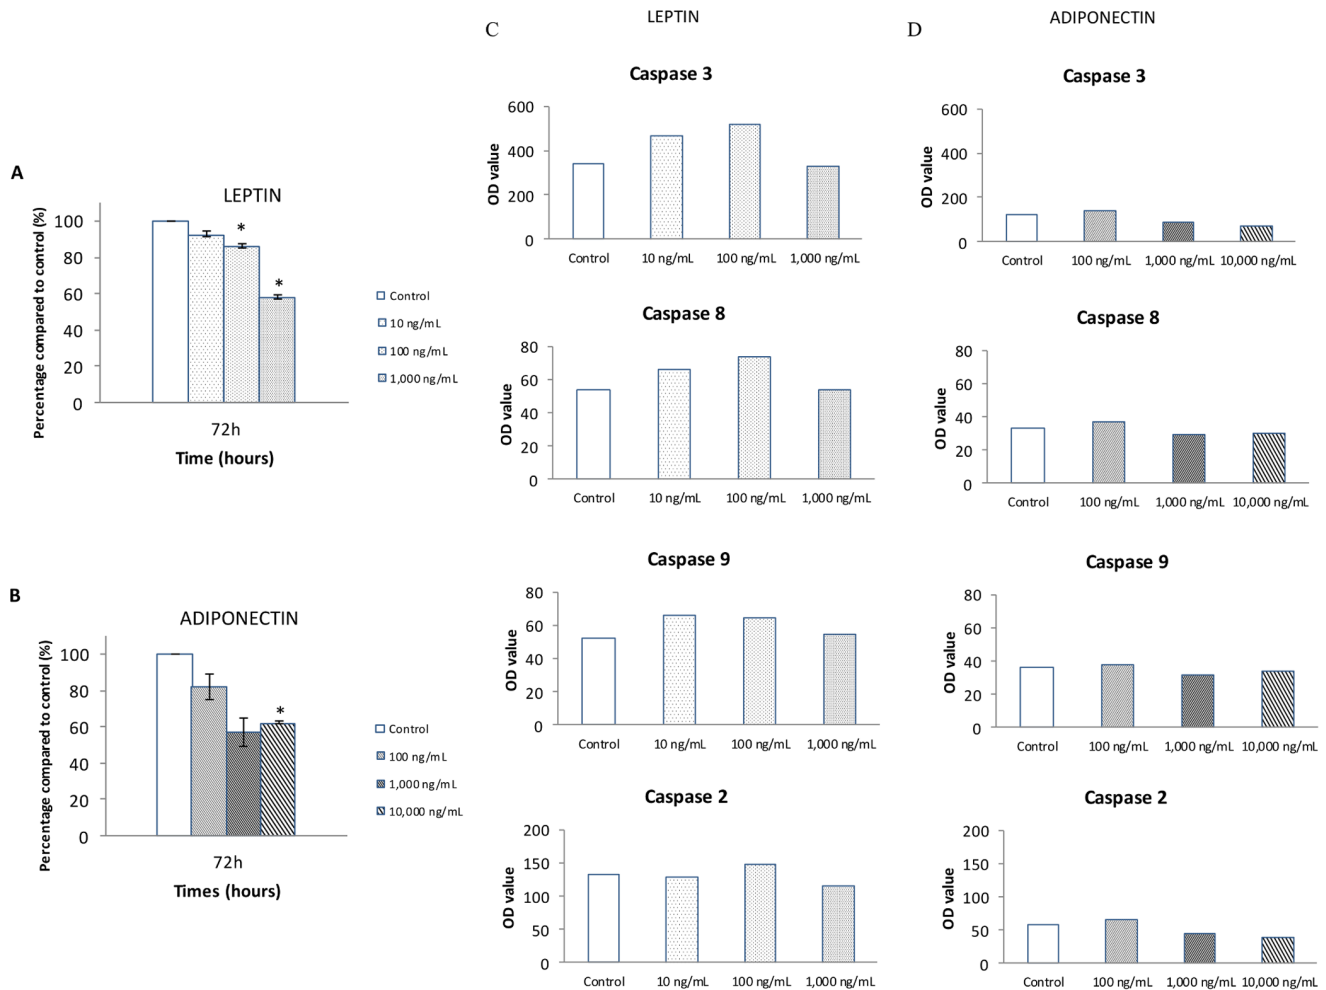 A
LEPTIN
Percentage compared to control (%)
100
80
60
40
20
0
*
*
72h
Time (hours)
Control
10 ng/mL
100 ng/mL
1,000 ng/mL
B
ADIPONECTIN
Percentage compared to control (%)
100
80
60
40
20
0
*
72h
Times (hours)
Control
100 ng/mL
1,000 ng/mL
10,000 ng/mL
C
LEPTIN
Caspase 3
OD value
600
400
200
0
Control 10 ng/mL 100 ng/mL 1,000 ng/mL
Caspase 8
OD value
80
60
40
20
0
Control 10 ng/mL 100 ng/mL 1,000 ng/mL
Caspase 9
OD value
80
60
40
20
0
Control 10 ng/mL 100 ng/mL 1,000 ng/mL
Caspase 2
OD value
200
150
100
50
0
Control 10 ng/mL 100 ng/mL 1,000 ng/mL
D
ADIPONECTIN
Caspase 3
OD value
600
400
200
0
Control 100 ng/mL 1,000 ng/mL 10,000 ng/mL
Caspase 8
OD value
80
60
40
20
0
Control 100 ng/mL 1,000 ng/mL 10,000 ng/mL
Caspase 9
OD value
80
60
40
20
0
Control 100 ng/mL 1,000 ng/mL 10,000 ng/mL
Caspase 2
OD value
200
150
100
50
0
Control 100 ng/mL 1,000 ng/mL 10,000 ng/mL